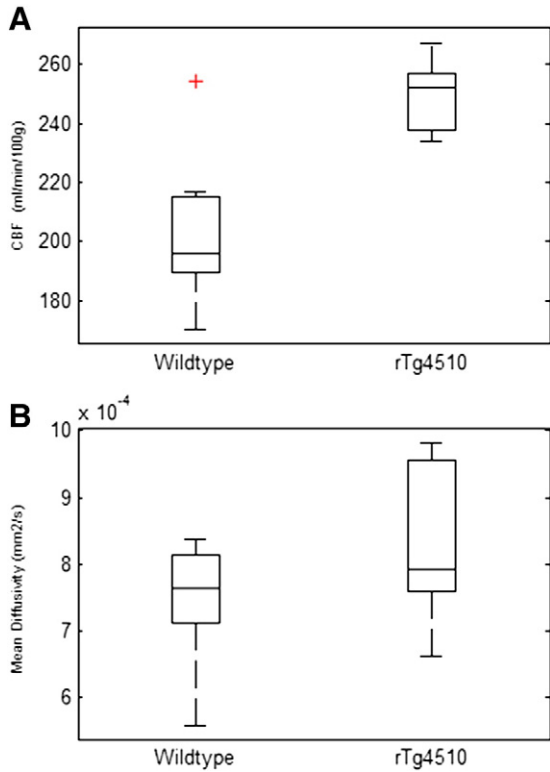 A
CBF (ml/min/100g)
260
240
220
200
180
Wildtype rTg4510
B
x 10-4
Mean Diffusivity (mm2/s)
10
9
8
7
6
Wildtype rTg4510